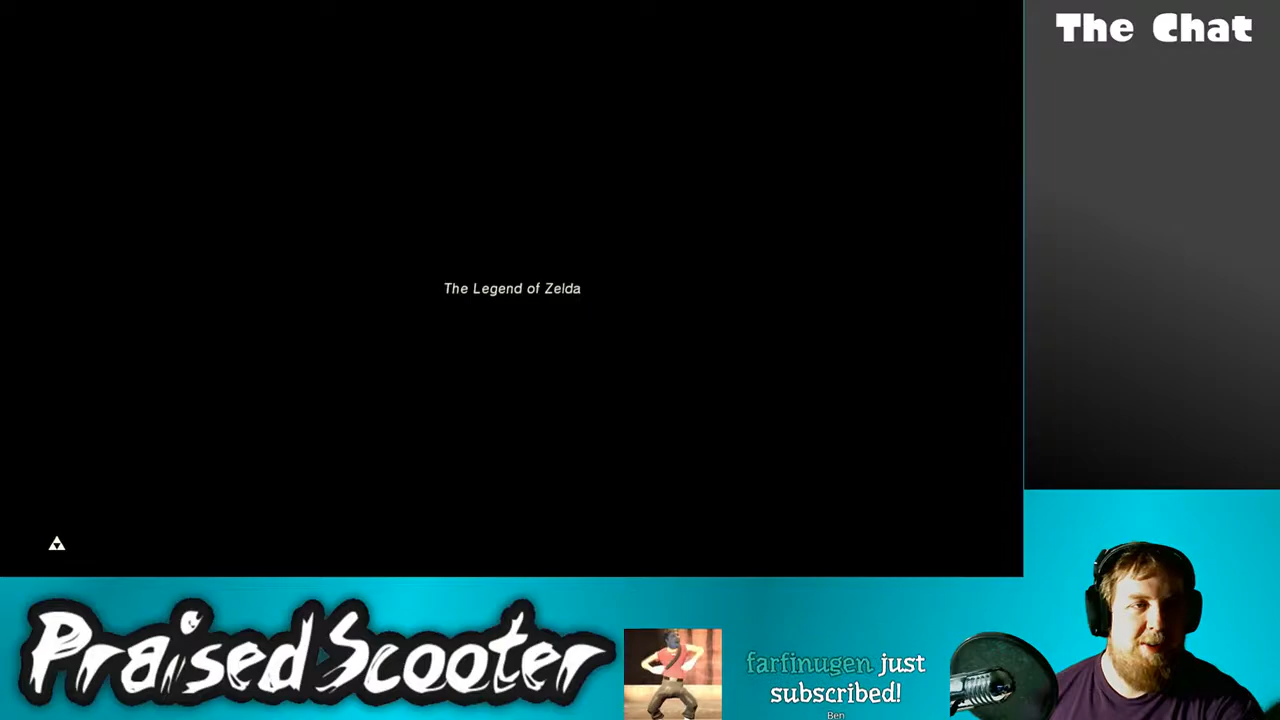 The Chat
The Legend of Zelda
PraisedScooter
farfinugen just
subscribed!
Ben